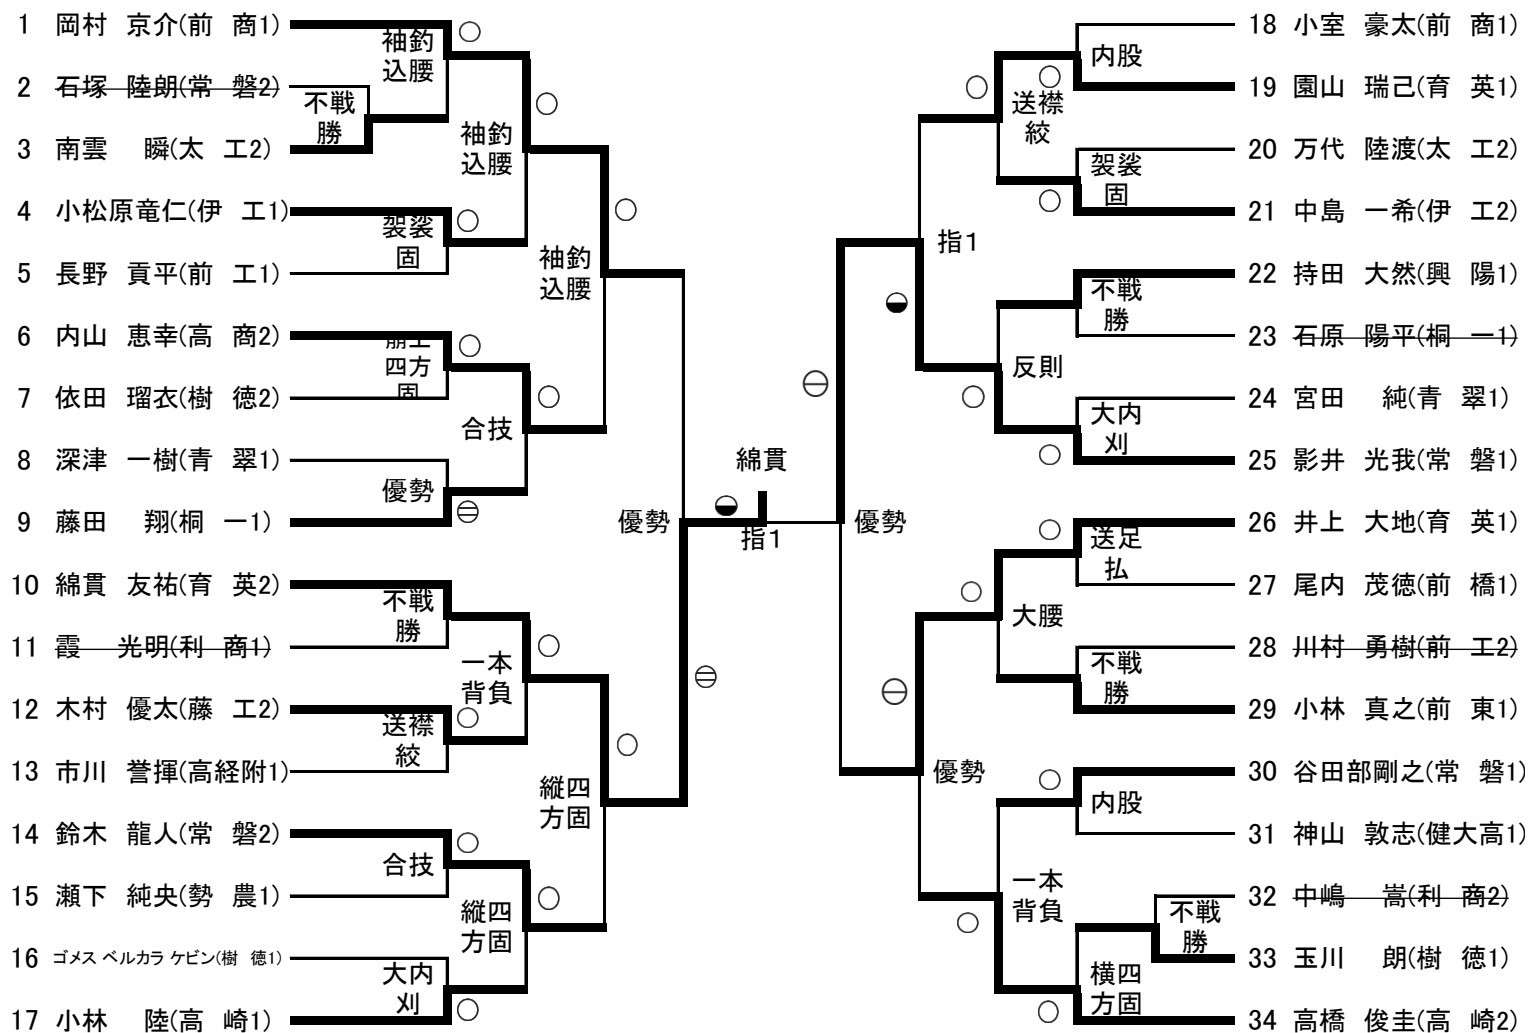 1 岡村 京介(前 商1)
2 石塚 陸朗(常 磐2)
3 南雲 瞬(太 工2)
4 小松原竜仁(伊 工1)
5 長野 貢平(前 工1)
6 内山 恵幸(高 商2)
7 依田 瑠衣(樹 徳2)
8 深津 一樹(青 翠1)
9 藤田 翔(桐 一1)
10 綿貫 友祐(育 英2)
11 霞 光明(利 商1)
12 木村 優太(藤 工2)
13 市川 誉揮(高経附1)
14 鈴木 龍人(常 磐2)
15 瀬下 純央(勢 農1)
16 ゴメス ベルカラ ケビン(樹 徳1)
17 小林 陸(高 崎1)
袖釣
込腰
不戦
勝
袈裟
固
四方
固
優勢
不戦
勝
送襟
絞
合技
大内
刈
袖釣
込腰
合技
一本
背負
縦四
方固
袖釣
込腰
縦四
方固
優勢
綿貫
指1
優勢
指1
優勢
送襟
絞
反則
大腰
一本
背負
内股
袈裟
固
不戦
勝
大内
刈
送足
払
不戦
勝
内股
不戦
勝
横四
方固
18 小室 豪太(前 商1)
19 園山 瑞己(育 英1)
20 万代 陸渡(太 工2)
21 中島 一希(伊 工2)
22 持田 大然(興 陽1)
23 石原 陽平(桐 一1)
24 宮田 純(青 翠1)
25 影井 光我(常 磐1)
26 井上 大地(育 英1)
27 尾内 茂徳(前 橋1)
28 川村 勇樹(前 工2)
29 小林 真之(前 東1)
30 谷田部剛之(常 磐1)
31 神山 敦志(健大高1)
32 中嶋 嵩(利 商2)
33 玉川 朗(樹 徳1)
34 高橋 俊圭(高 崎2)